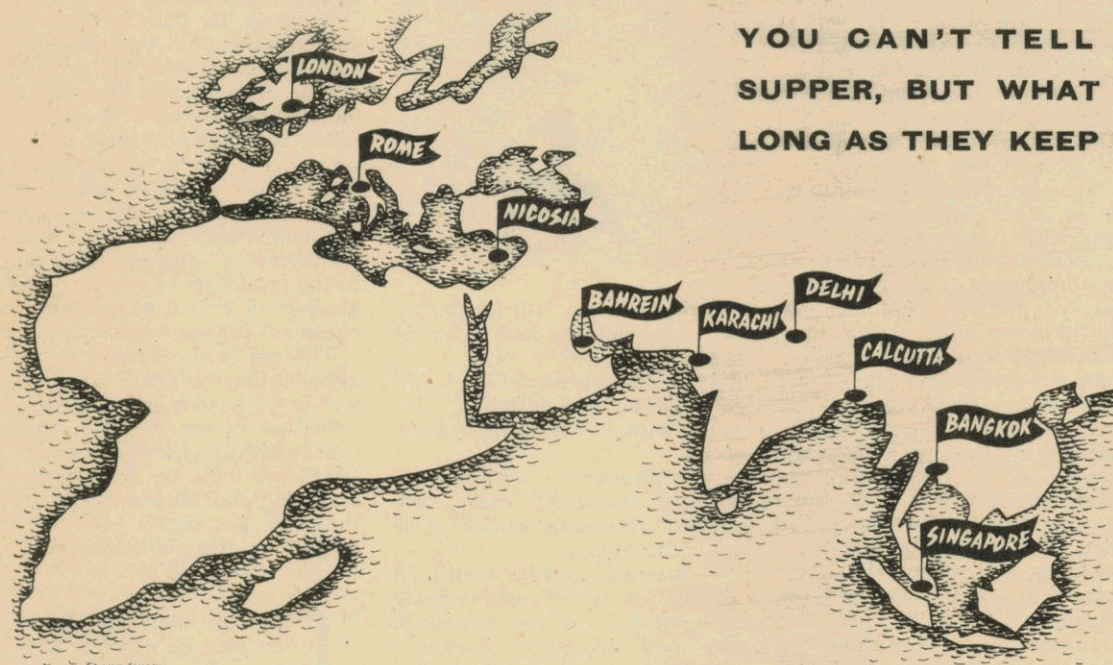 YOU CAN'T TELL
SUPPER, BUT WHAT
LONG AS THEY KEEP
LONDON
ROME
NICOSIA
BAHREIN
KARACHI
DELHI
CALCUTTA
BANGKOK
SINGAPORE